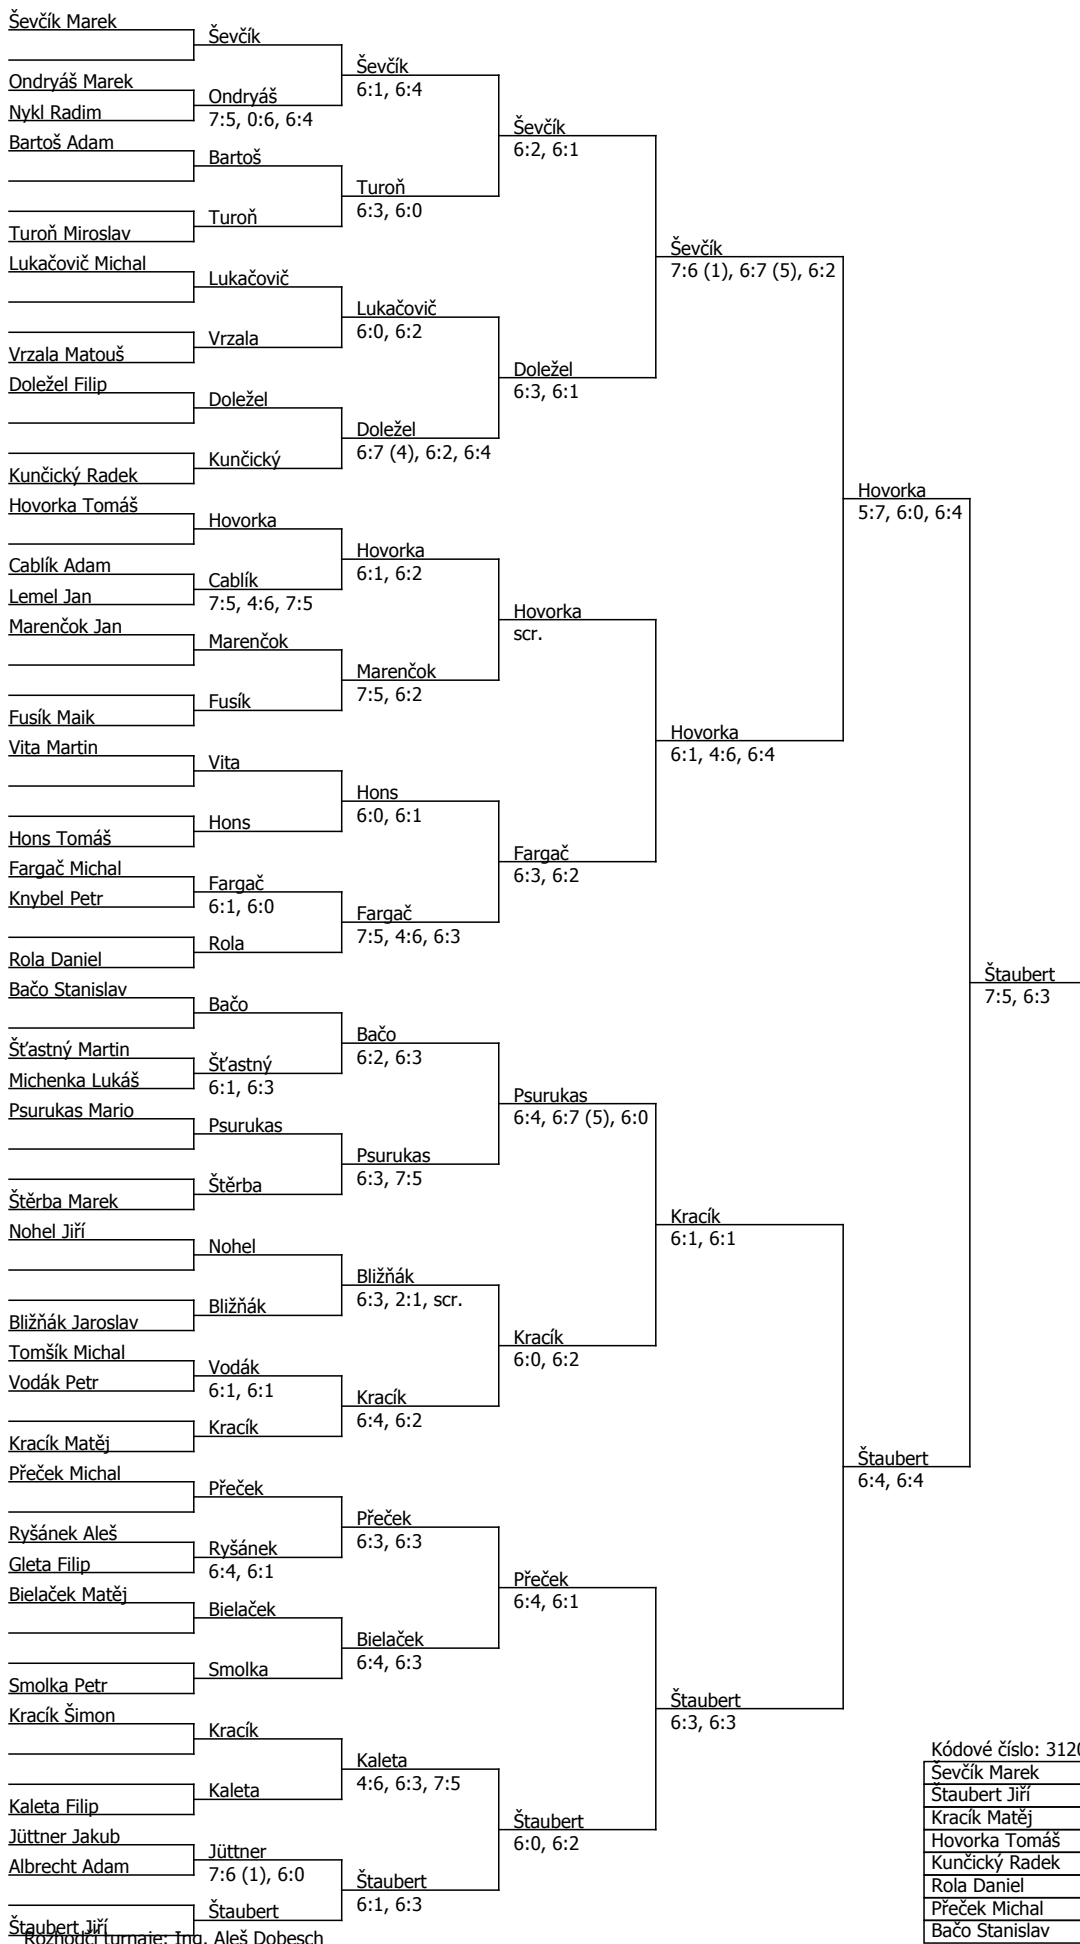 Ševčík Marek
Ševčík
Ševčík
6:1, 6:4
Ondryáš Marek
Ondryáš
Nykl Radim
7:5, 0:6, 6:4
Ševčík
6:2, 6:1
Bartoš Adam
Bartoš
Turoň
6:3, 6:0
Turoň
Turoň Miroslav
Ševčík
7:6 (1), 6:7 (5), 6:2
Lukačovič Michal
Lukačovič
Lukačovič
6:0, 6:2
Vrzala
Vrzala Matouš
Doležel
6:3, 6:1
Doležel Filip
Doležel
Doležel
6:7 (4), 6:2, 6:4
Kunčický
Kunčický Radek
Hovorka
5:7, 6:0, 6:4
Hovorka Tomáš
Hovorka
Hovorka
6:1, 6:2
Cablík Adam
Cablík
Lemel Jan
7:5, 4:6, 7:5
Hovorka
scr.
Marenčok Jan
Marenčok
Marenčok
7:5, 6:2
Fusík
Fusík Maik
Hovorka
6:1, 4:6, 6:4
Vita Martin
Vita
Hons
6:0, 6:1
Hons
Hons Tomáš
Fargač
6:3, 6:2
Fargač Michal
Fargač
Knybel Petr
6:1, 6:0
Fargač
7:5, 4:6, 6:3
Rola
Rola Daniel
Štaubert
7:5, 6:3
Bačo Stanislav
Bačo
Bačo
6:2, 6:3
Šťastný Martin
Šťastný
Michenka Lukáš
6:1, 6:3
Psurukas
6:4, 6:7 (5), 6:0
Psurukas Mario
Psurukas
Psurukas
6:3, 7:5
Štěrba
Štěrba Marek
Kracík
6:1, 6:1
Nohel Jiří
Nohel
Bližňák
6:3, 2:1, scr.
Bližňák
Bližňák Jaroslav
Kracík
6:0, 6:2
Tomšík Michal
Vodák
Vodák Petr
6:1, 6:1
Kracík
6:4, 6:2
Kracík
Kracík Matěj
Štaubert
6:4, 6:4
Přeček Michal
Přeček
Přeček
6:3, 6:3
Ryšánek Aleš
Ryšánek
Gleta Filip
6:4, 6:1
Přeček
6:4, 6:1
Bielaček Matěj
Bielaček
Bielaček
6:4, 6:3
Smolka
Smolka Petr
Štaubert
6:3, 6:3
Kracík Šimon
Kracík
Kaleta
4:6, 6:3, 7:5
Kaleta
Kaleta Filip
Štaubert
6:0, 6:2
Jüttner Jakub
Jüttner
Albrecht Adam
7:6 (1), 6:0
Štaubert
6:1, 6:3
Štaubert
Štaubert Jiří
Rozhodčí turnaje: Ing. Aleš Dobesch
Kódové číslo: 3120
Ševčík Marek
Štaubert Jiří
Kracík Matěj
Hovorka Tomáš
Kunčický Radek
Rola Daniel
Přeček Michal
Bačo Stanislav